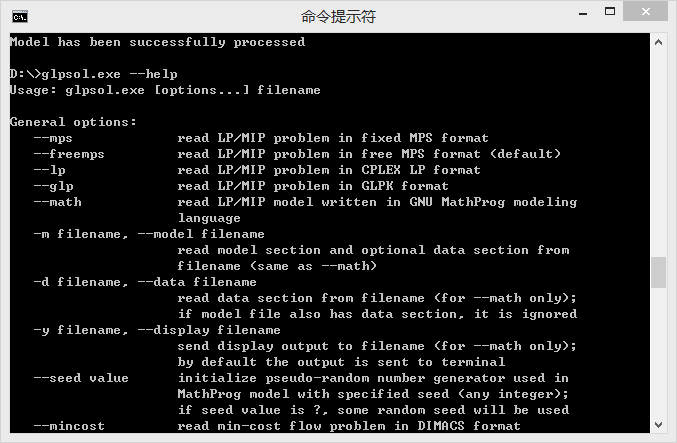 命令提示符
Model has been successfully processed
D:\>glpsol.exe --help
Usage: glpsol.exe [options...] filename
General options:
--mps read LP/MIP problem in fixed MPS format
--freemps read LP/MIP problem in free MPS format (default)
--lp read LP/MIP problem in CPLEX LP format
--glp read LP/MIP problem in GLPK format
--math read LP/MIP model written in GNU MathProg modeling
language
-m filename, --model filename
read model section and optional data section from
filename (same as --math)
-d filename, --data filename
read data section from filename (for --math only);
if model file also has data section, it is ignored
-y filename, --display filename
send display output to filename (for --math only);
by default the output is sent to terminal
--seed value initialize pseudo-random number generator used in
MathProg model with specified seed (any integer);
if seed value is ?, some random seed will be used
--mincost read min-cost flow problem in DIMACS format